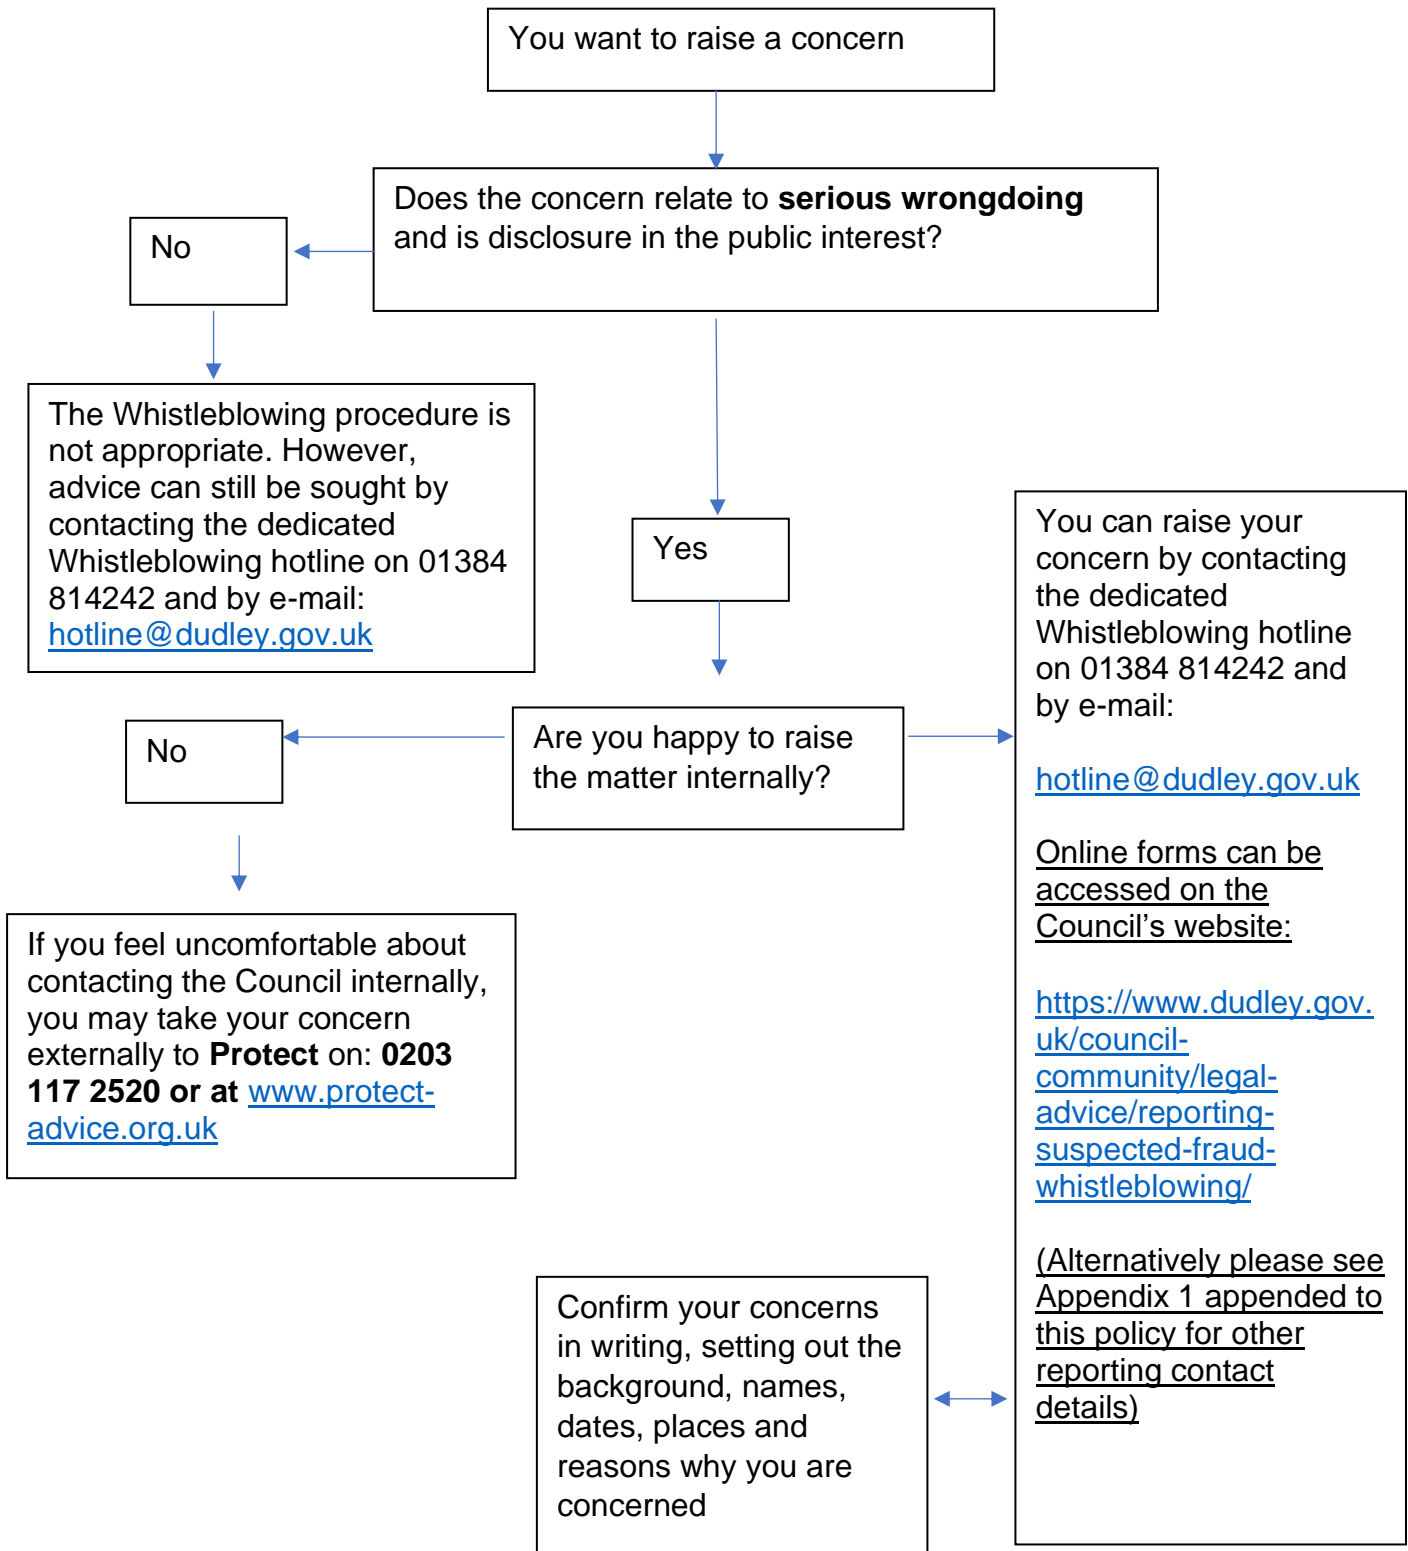 You want to raise a concern
Does the concern relate to serious wrongdoing
and is disclosure in the public interest?
No
The Whistleblowing procedure is
not appropriate. However,
advice can still be sought by
contacting the dedicated
Whistleblowing hotline on 01384
814242 and by e-mail:
hotline@dudley.gov.uk
Yes
You can raise your
concern by contacting
the dedicated
Whistleblowing hotline
on 01384 814242 and
by e-mail:
hotline@dudley.gov.uk
Online forms can be
accessed on the
Council’s website:
https://www.dudley.gov.
uk/council-
community/legal-
advice/reporting-
suspected-fraud-
whistleblowing/
(Alternatively please see
Appendix 1 appended to
this policy for other
reporting contact
details)
Are you happy to raise
the matter internally?
No
If you feel uncomfortable about
contacting the Council internally,
you may take your concern
externally to Protect on: 0203
117 2520 or at www.protect-
advice.org.uk
Confirm your concerns
in writing, setting out the
background, names,
dates, places and
reasons why you are
concerned